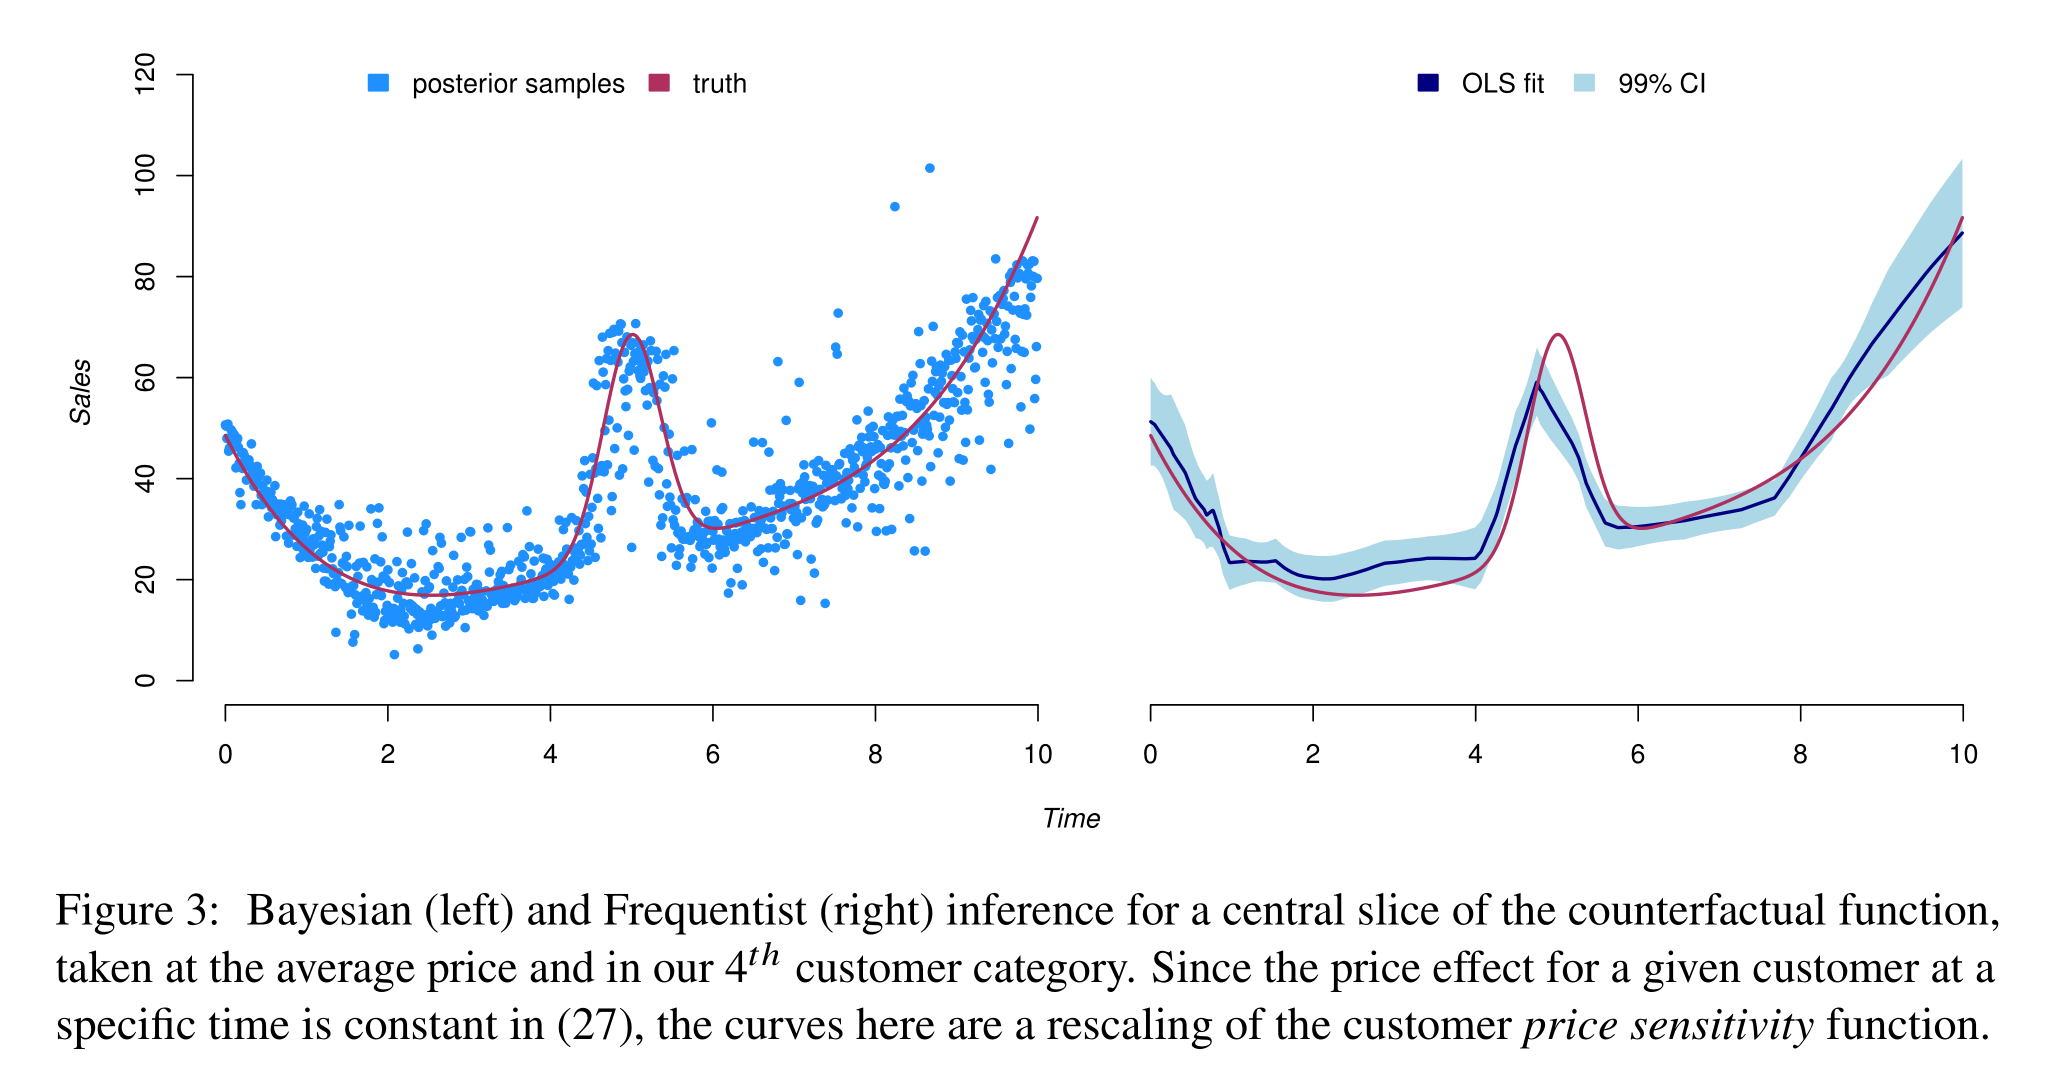 posterior samples truth
OLS fit 99% CI
120
100
80
60
40
20
0
Sales
0 2 4 6 8 10
0 2 4 6 8 10
Time
Figure 3: Bayesian (left) and Frequentist (right) inference for a central slice of the counterfactual function,
taken at the average price and in our 4th customer category. Since the price effect for a given customer at a
specific time is constant in (27), the curves here are a rescaling of the customer price sensitivity function.